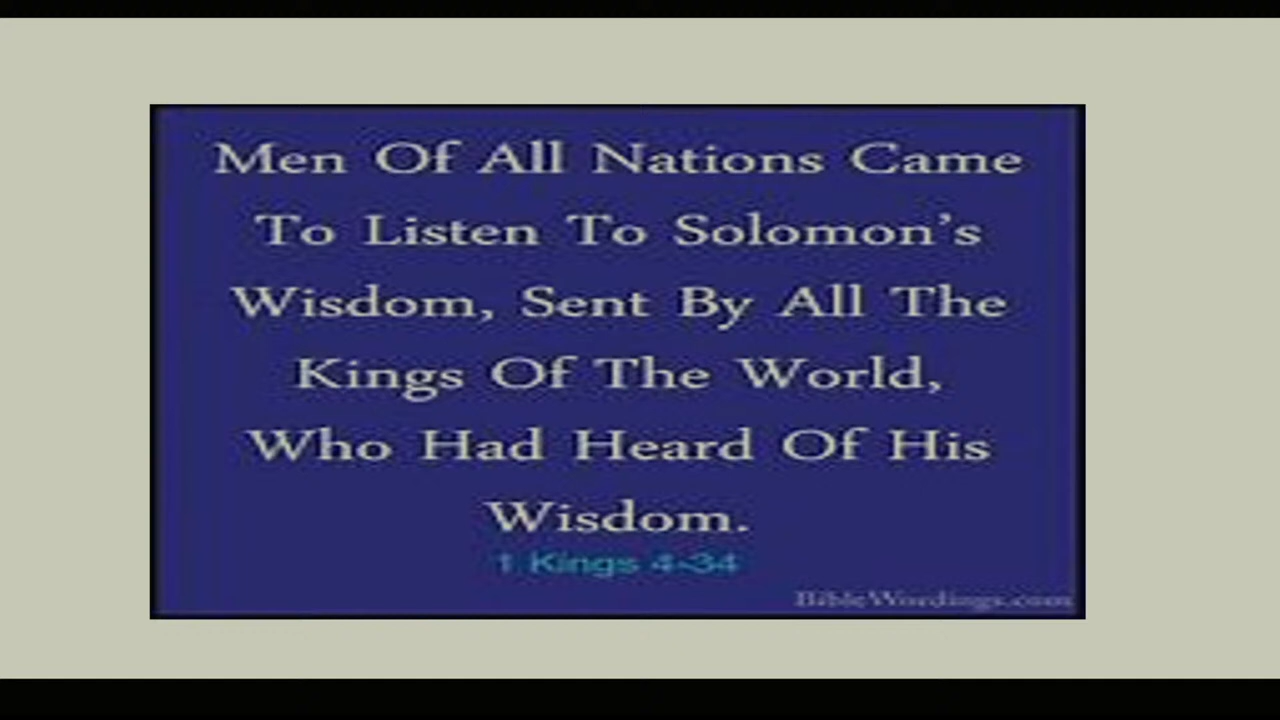 Men Of All Nations Came
To Listen To Solomon's
Wisdom, Sent By All The
Kings Of The World,
Who Had Heard Of His
Wisdom.
1 Kings 4-34
BibleWordings.com